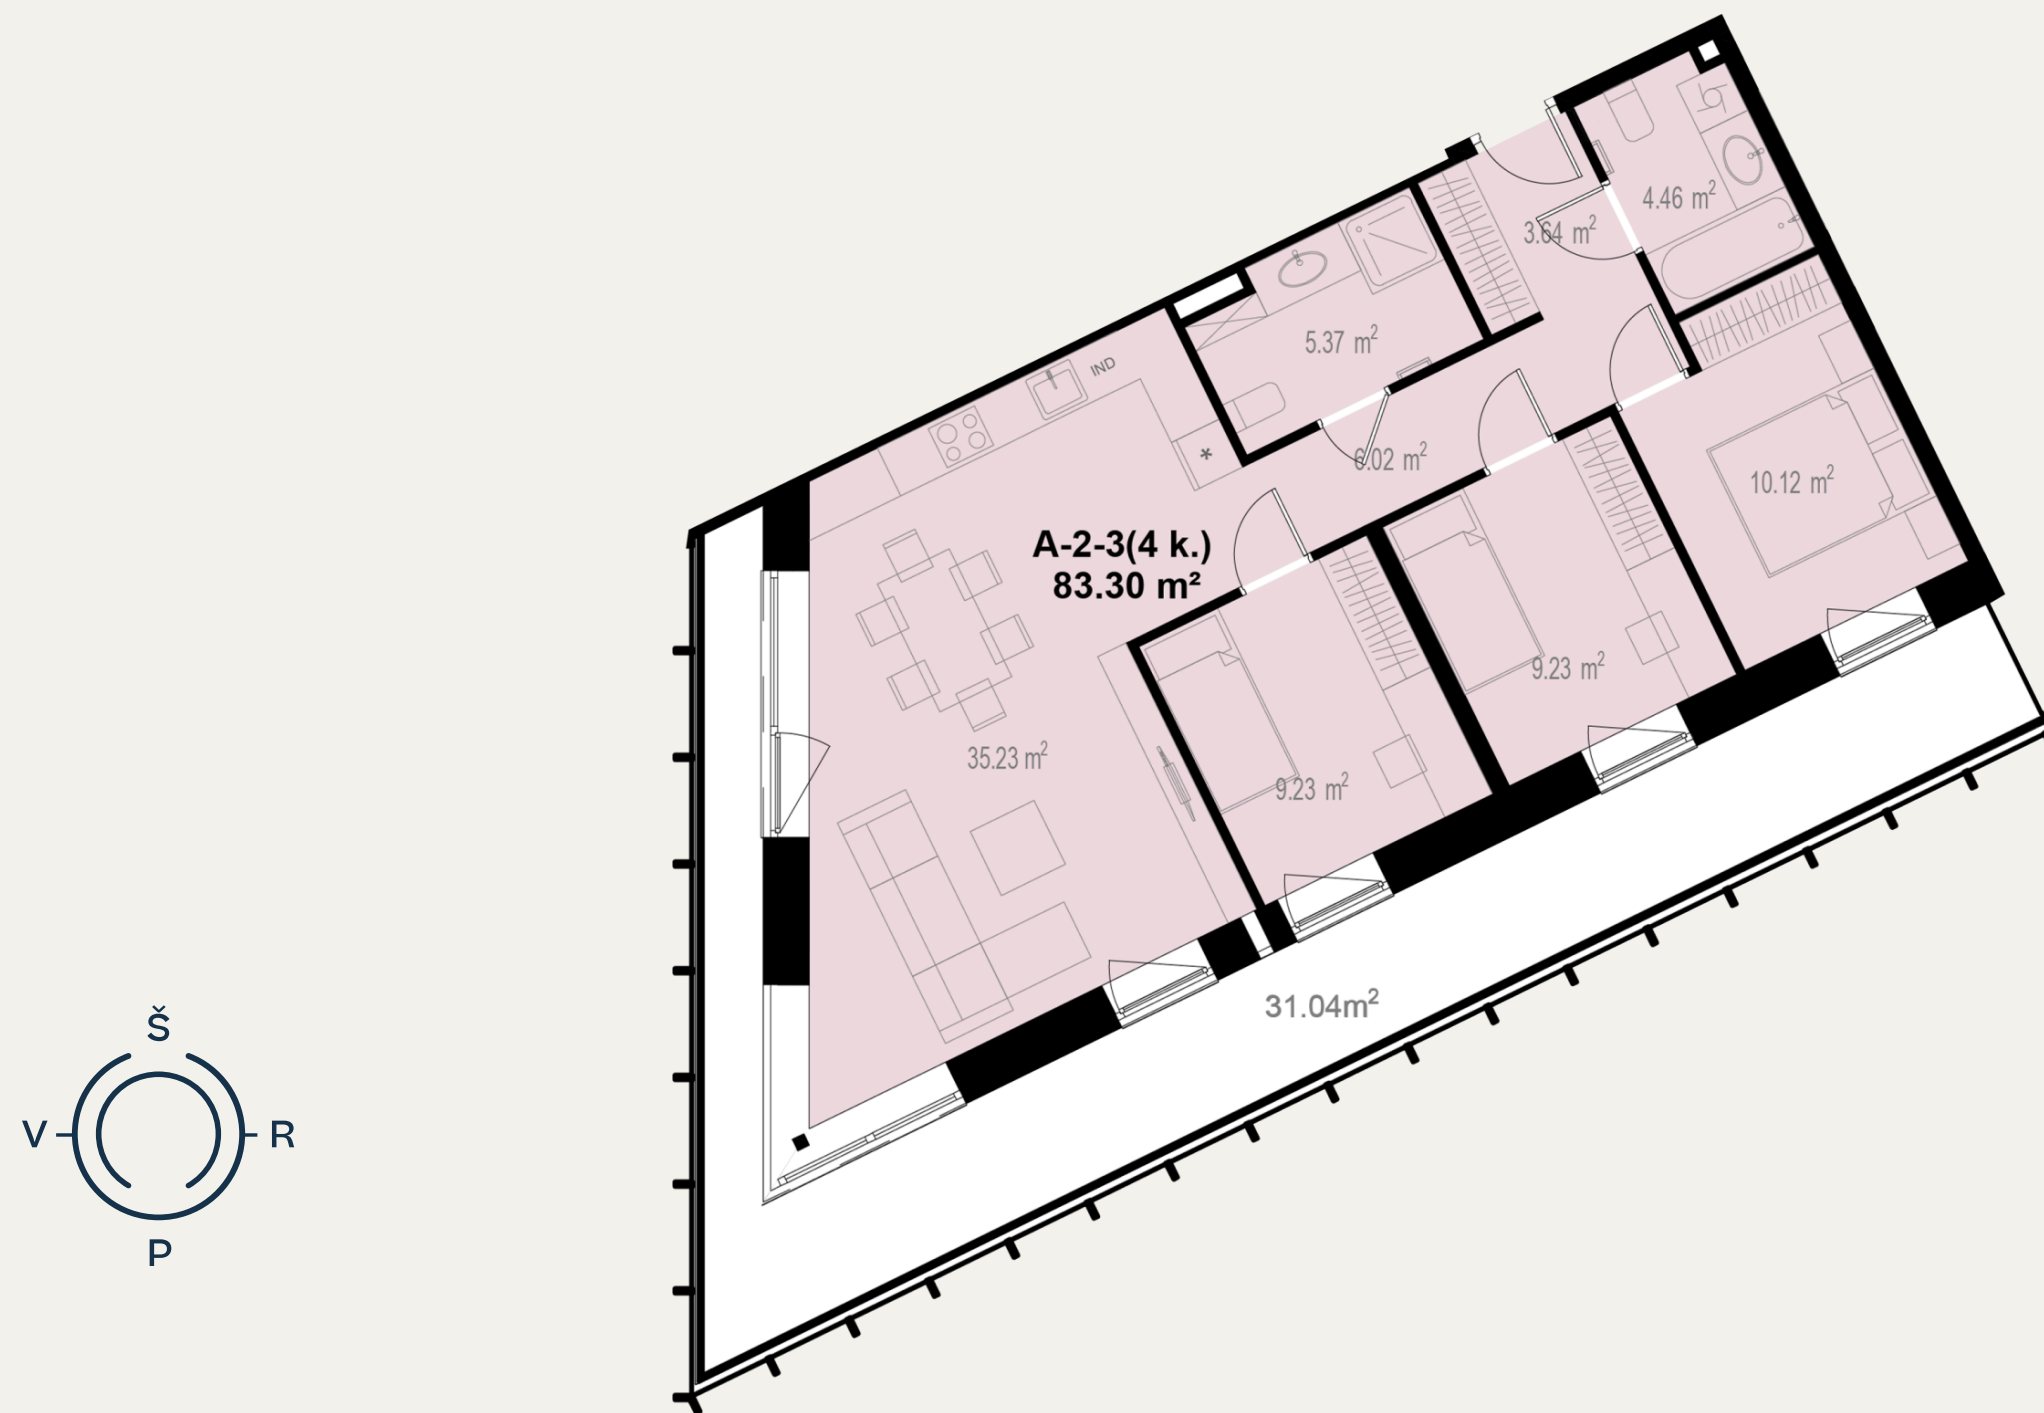 4.46 m²
3.64 m²
5.37 m²
IND
*
6.02 m²
10.12 m²
A-2-3(4 k.)
83.30 m²
9.23 m²
35.23 m²
9.23 m²
31.04m²
Š
V
R
P